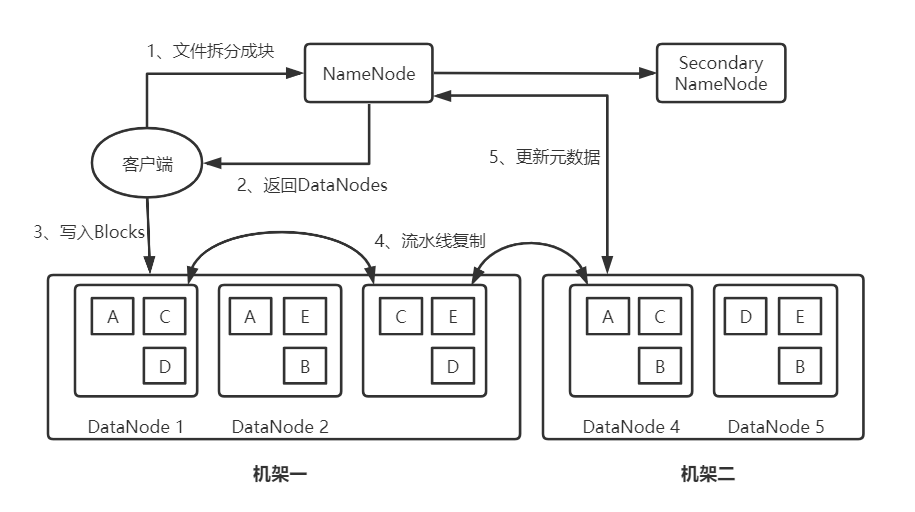 1、文件拆分成块
NameNode
Secondary
NameNode
客户端
2、返回DataNodes
5、更新元数据
3、写入Blocks
4、流水线复制
A C
D
A E
B
C E
D
A C
B
D E
B
DataNode 1
DataNode 2
DataNode 4
DataNode 5
机架一
机架二